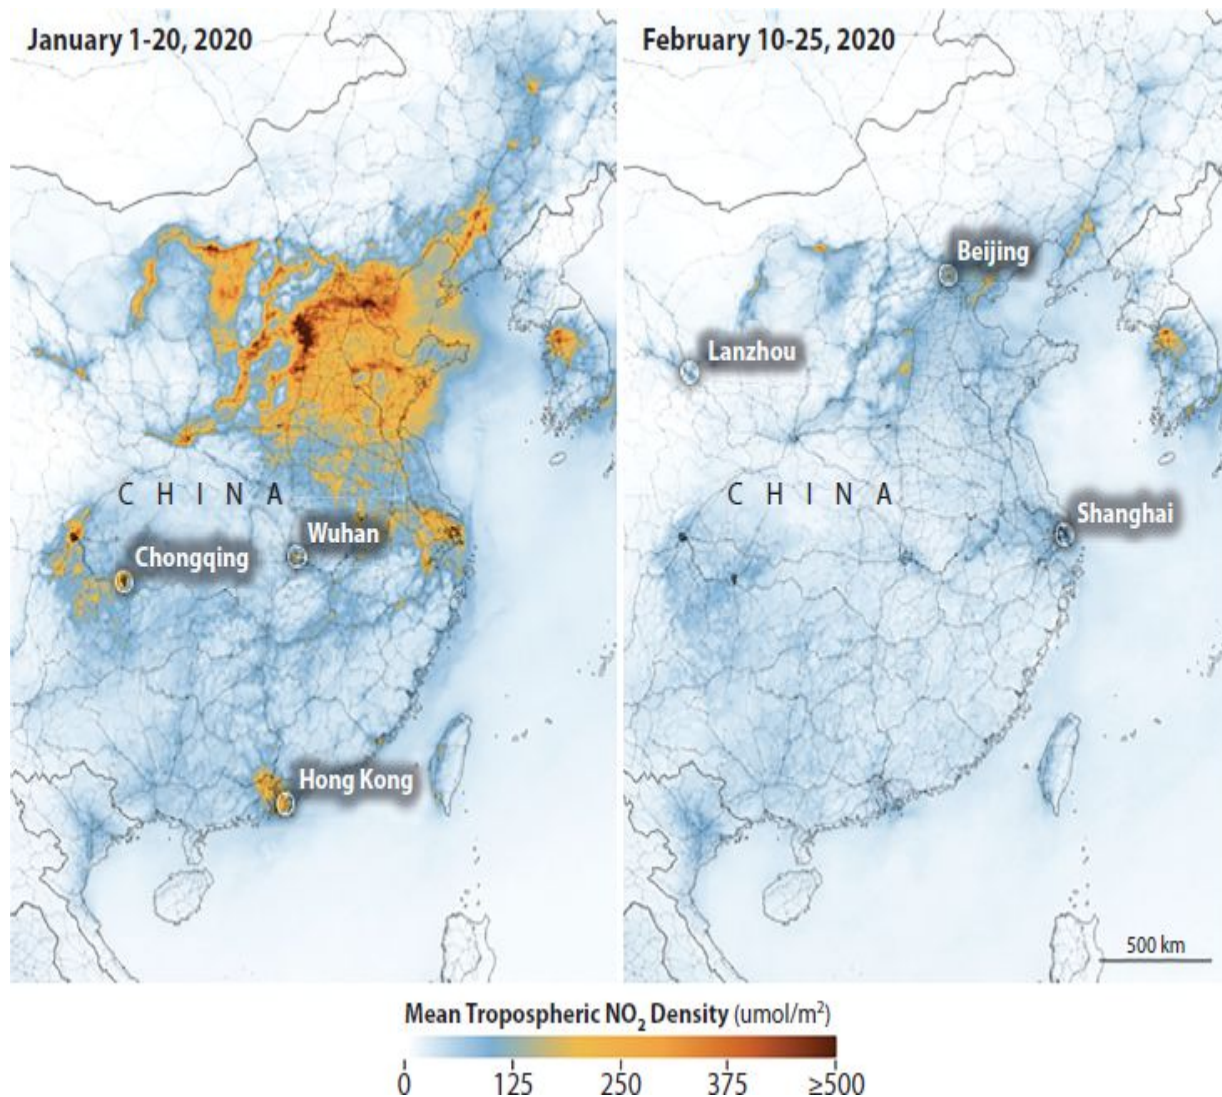 January 1-20, 2020
February 10-25, 2020
Beijing
Lanzhou
C H I N A
C H I N A
Shanghai
Wuhan
Chongqing
Hong Kong
500 km
Mean Tropospheric NO₂ Density (umol/m²)
0 125 250 375 ≥500